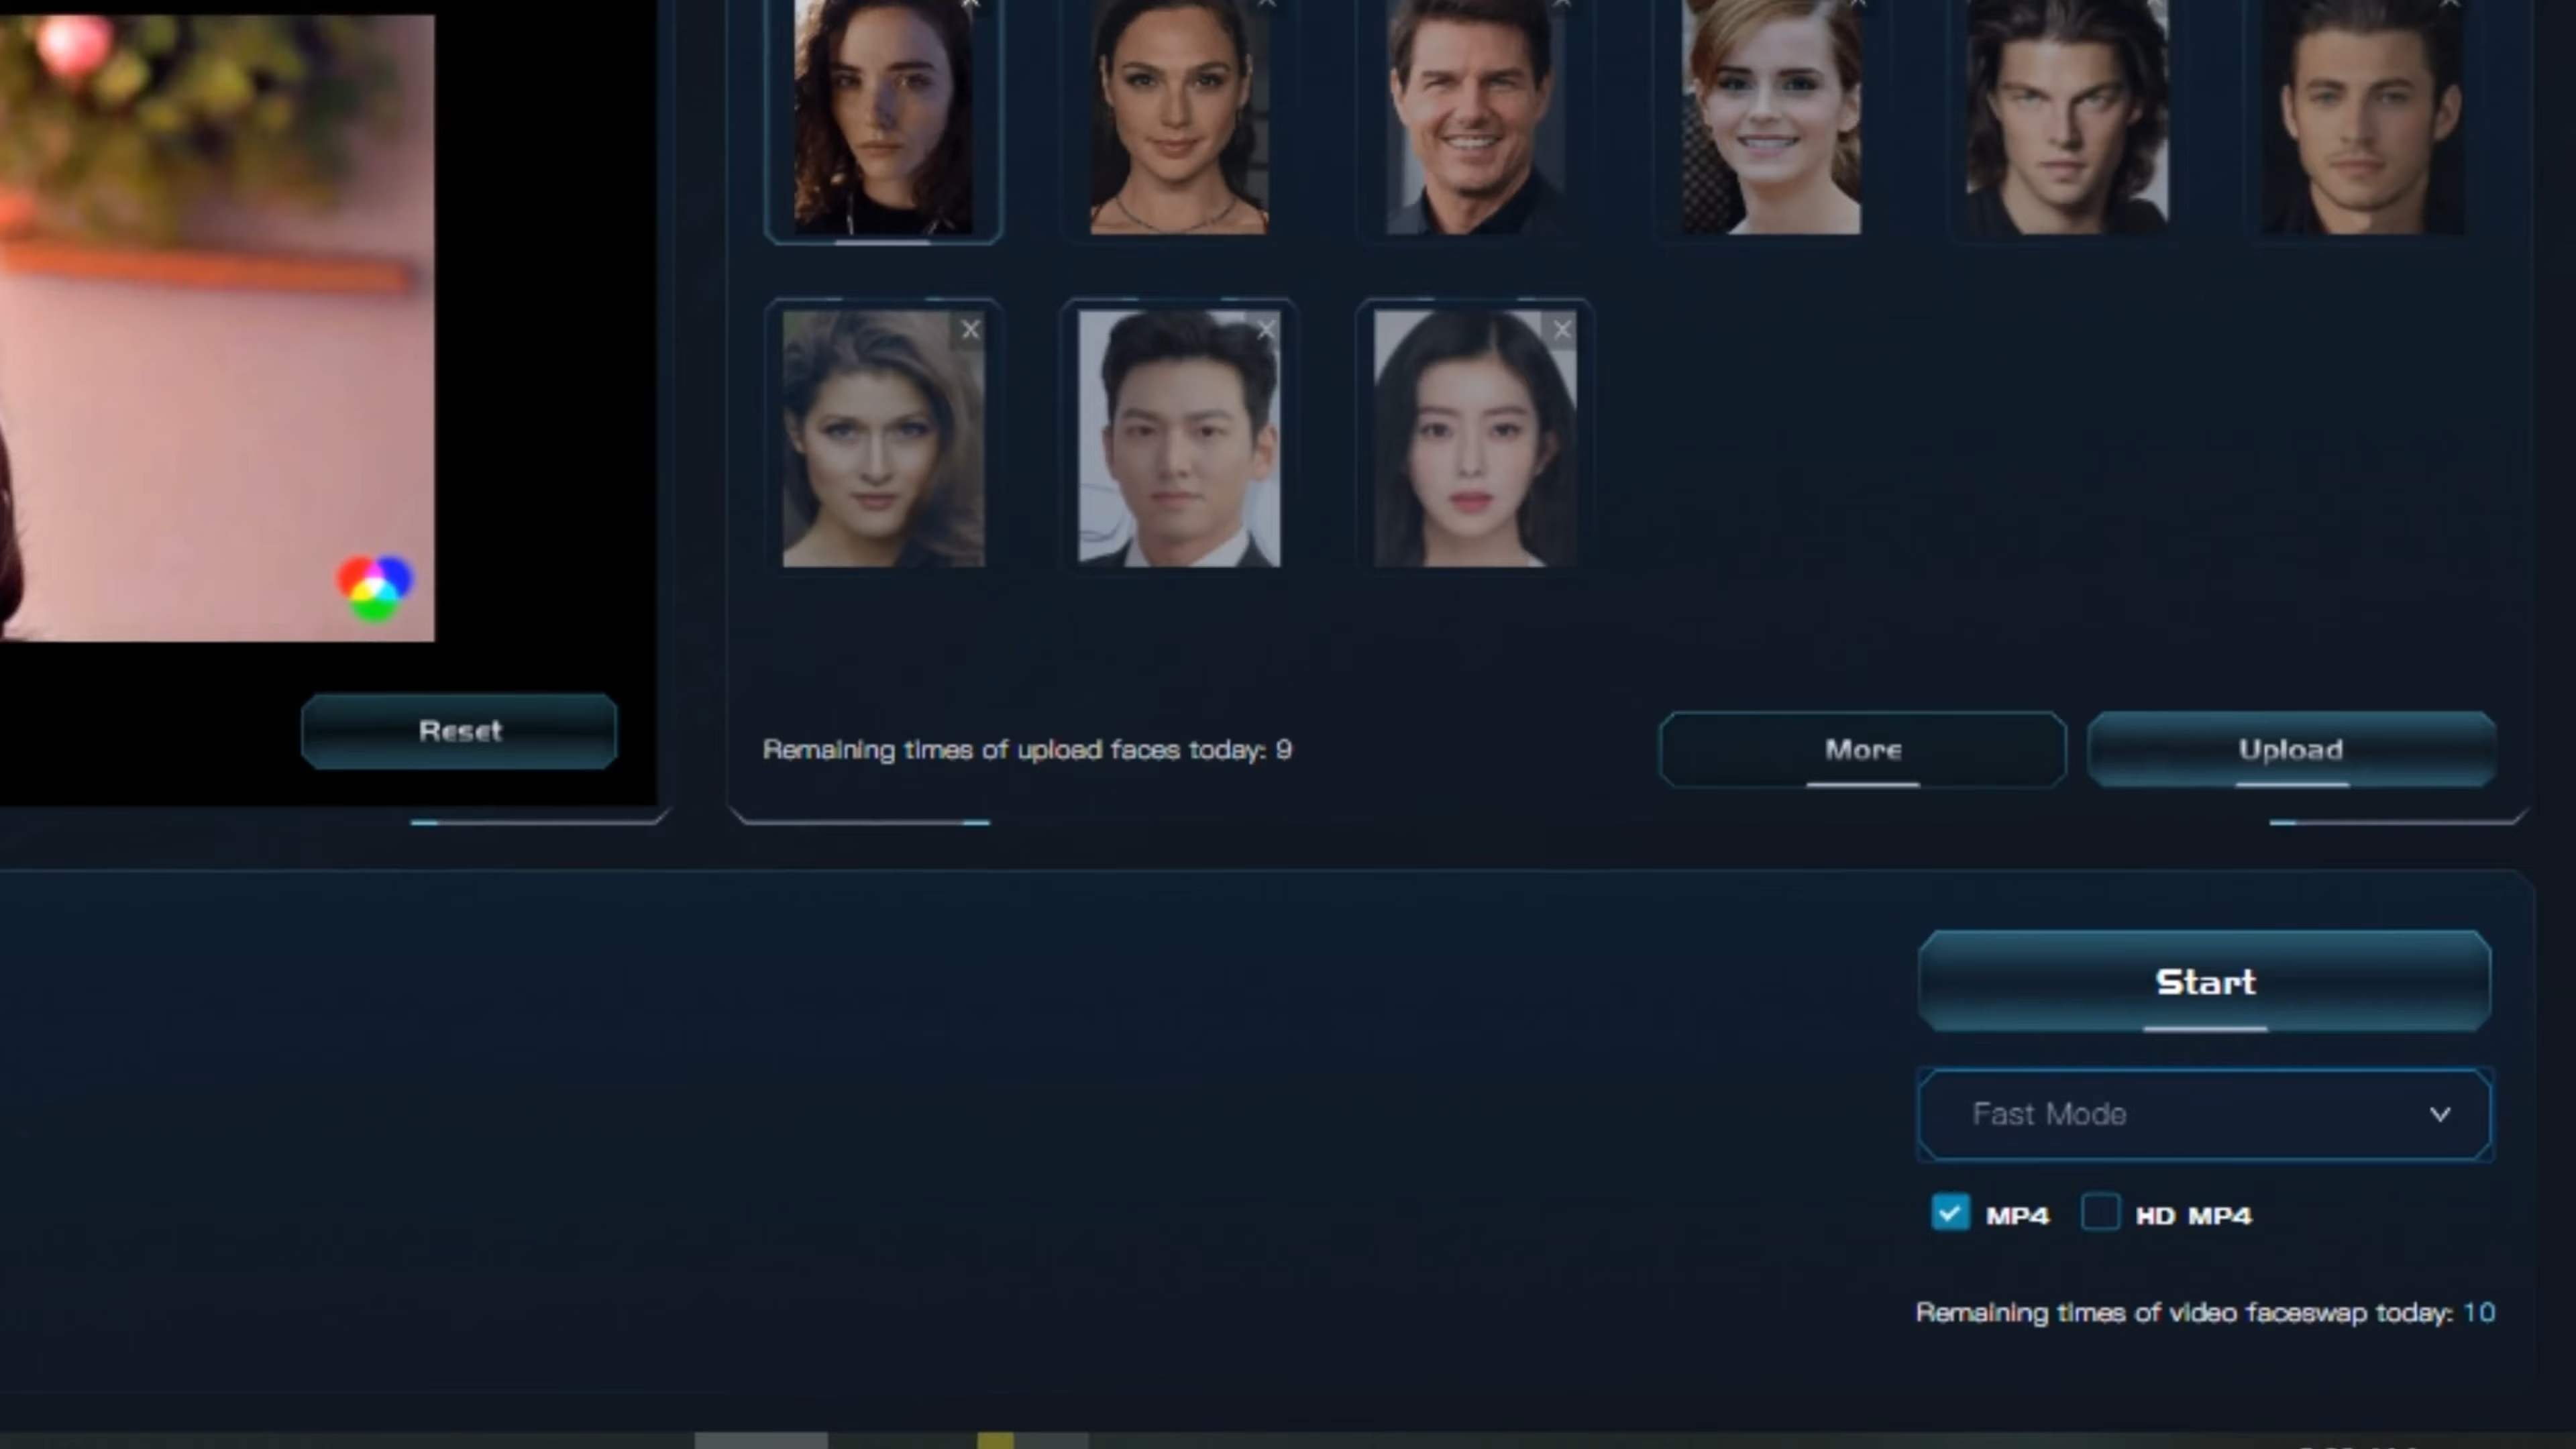 Reset
Remaining times of upload faces today: 9
More
Upload
Start
Fast Mode
MP4
HD MP4
Remaining times of video faceswap today: 10